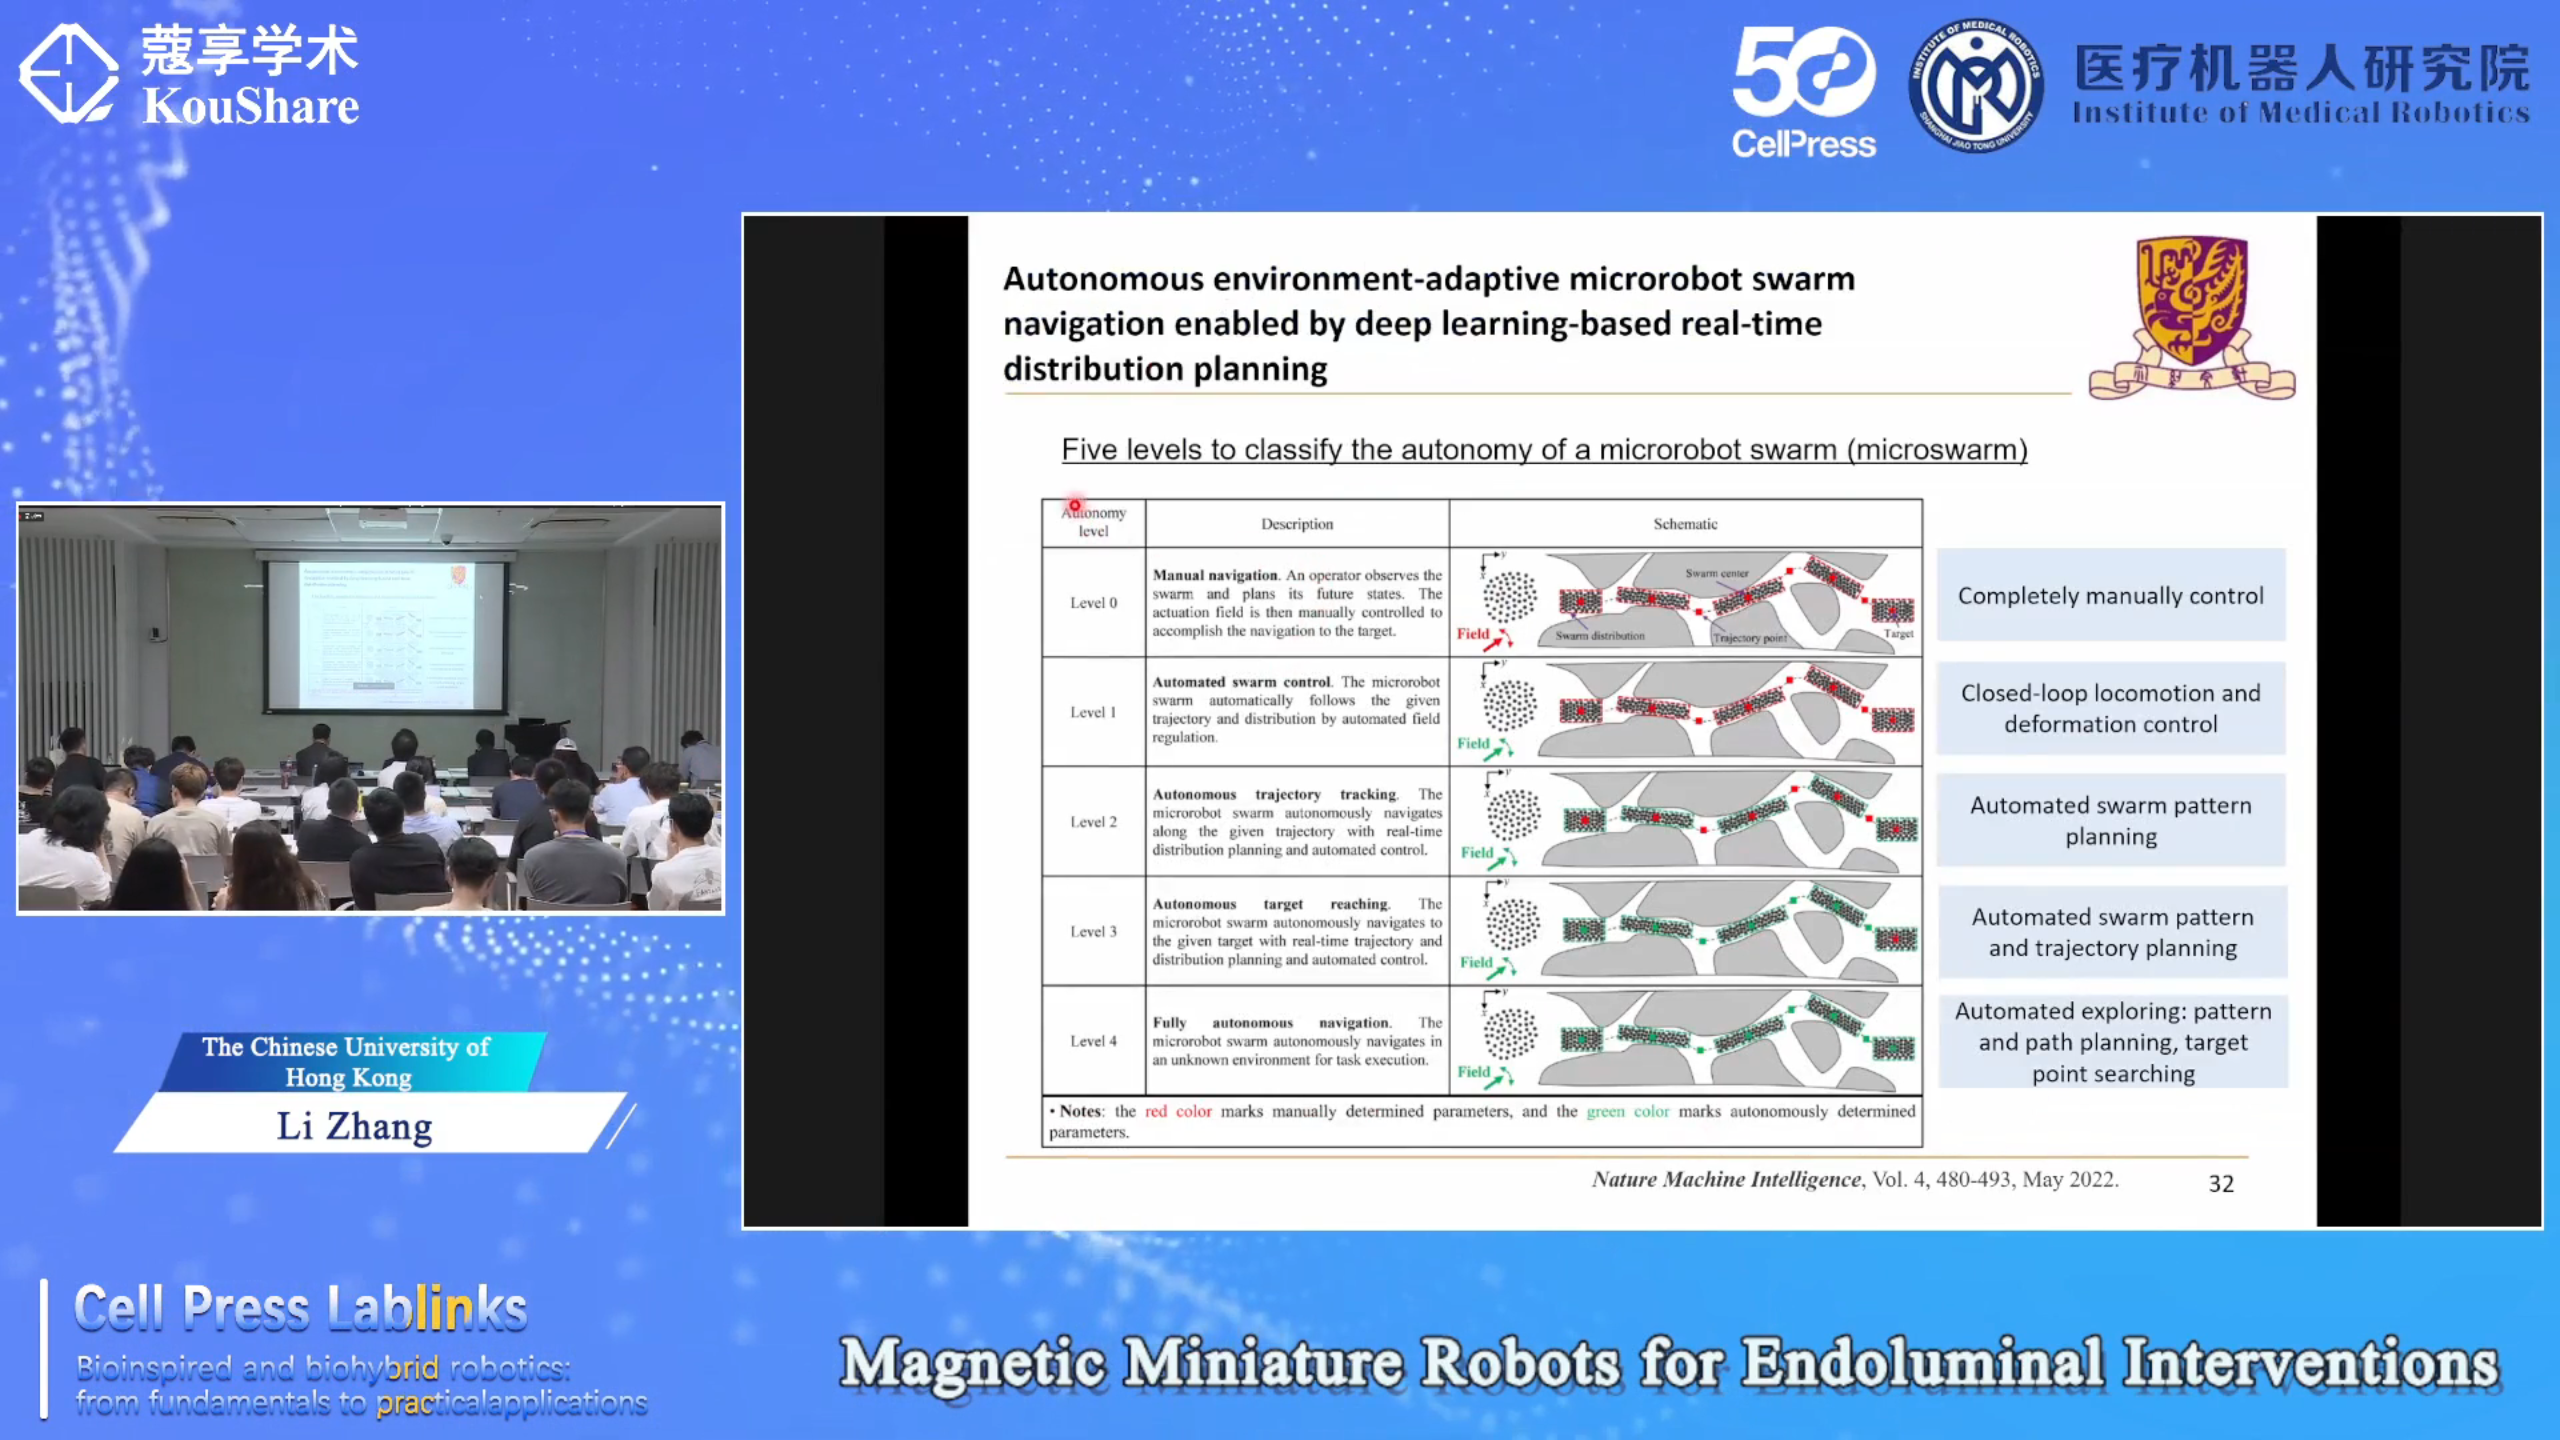 蔻享学术
KouShare
50
CellPress
INSTITUTE OF MEDICAL ROBOTICS
SHANGHAI JIAO TONG UNIVERSITY
医疗机器人研究院
Institute of Medical Robotics
Autonomous environment-adaptive microrobot swarm
navigation enabled by deep learning-based real-time
distribution planning
Five levels to classify the autonomy of a microrobot swarm (microswarm)
Autonomy
level
Description
Schematic
Level 0
Manual navigation. An operator observes the
swarm and plans its future states. The
actuation field is then manually controlled to
accomplish the navigation to the target.
y
x
Field
Swarm center
Swarm distribution
Trajectory point
Target
Completely manually control
Level 1
Automated swarm control. The microrobot
swarm automatically follows the given
trajectory and distribution by automated field
regulation.
y
x
Field
Closed-loop locomotion and
deformation control
Level 2
Autonomous trajectory tracking. The
microrobot swarm autonomously navigates
along the given trajectory with real-time
distribution planning and automated control.
y
x
Field
Automated swarm pattern
planning
Level 3
Autonomous target reaching. The
microrobot swarm autonomously navigates to
the given target with real-time trajectory and
distribution planning and automated control.
y
x
Field
Automated swarm pattern
and trajectory planning
Level 4
Fully autonomous navigation. The
microrobot swarm autonomously navigates in
an unknown environment for task execution.
y
x
Field
Automated exploring: pattern
and path planning, target
point searching
• Notes: the red color marks manually determined parameters, and the green color marks autonomously determined
parameters.
Nature Machine Intelligence, Vol. 4, 480-493, May 2022.
32
The Chinese University of
Hong Kong
Li Zhang
Cell Press Lablinks
Bioinspired and biohybrid robotics:
from fundamentals to practicalapplications
Magnetic Miniature Robots for Endoluminal Interventions